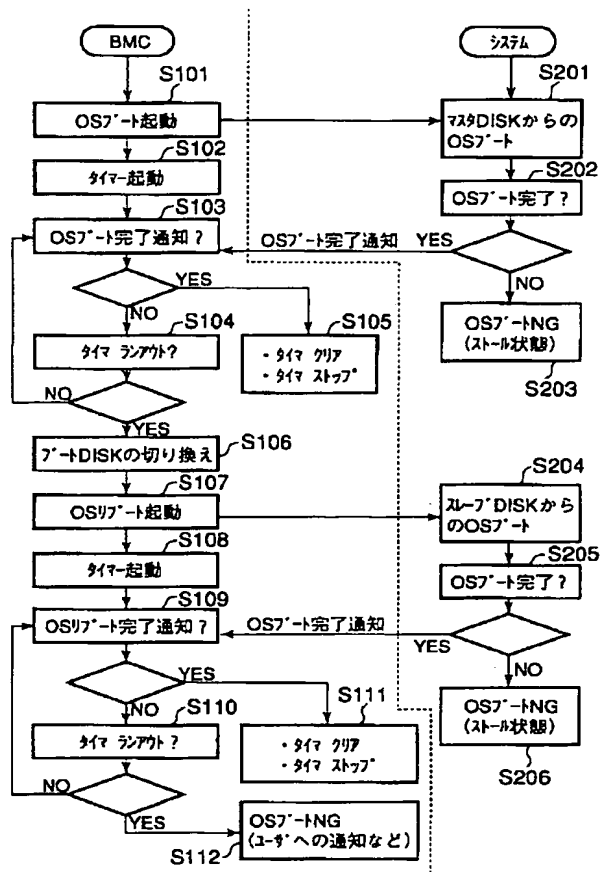 BMC
S101
OSブート起動
S102
タイマー起動
S103
OSブート完了通知?
YES
NO
S104
タイマ ランアウト?
S105
・タイマ クリア
・タイマ ストップ
NO
YES
S106
ブートDISKの切り換え
S107
OSリブート起動
S108
タイマー起動
S109
OSリブート完了通知?
YES
NO
S110
タイマ ランアウト?
S111
・タイマ クリア
・タイマ ストップ
NO
YES
OSブートNG
(ユーザへの通知など)
S112
システム
S201
マスタDISKからの
OSブート
S202
OSブート完了?
OSブート完了通知
YES
NO
OSブートNG
(ストール状態)
S203
S204
スレーブDISKから
のOSブート
S205
OSブート完了?
OSブート完了通知
YES
NO
OSブートNG
(ストール状態)
S206